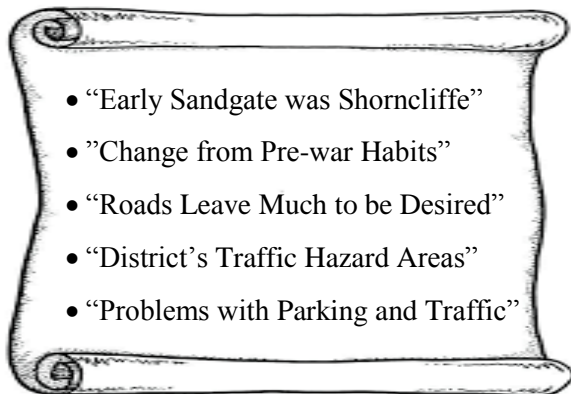 • “Early Sandgate was Shorncliffe”
• ”Change from Pre-war Habits”
• “Roads Leave Much to be Desired”
• “District’s Traffic Hazard Areas”
• “Problems with Parking and Traffic”